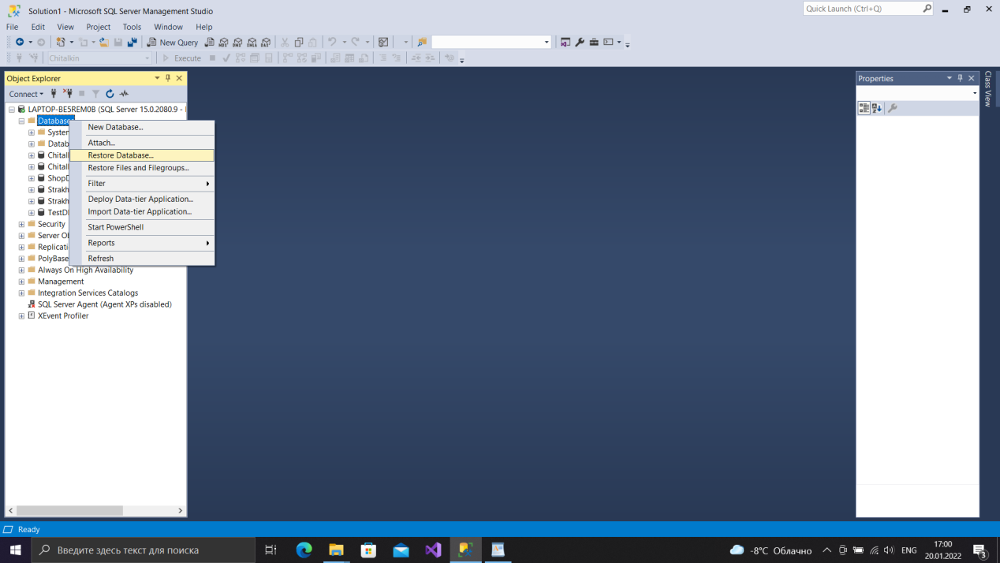 Solution1 - Microsoft SQL Server Management Studio
Quick Launch (Ctrl+Q)
File Edit View Project Tools Window Help
New Query
MDX DMX XMLA DAX
Chitalkin
Execute
Object Explorer
Properties
Class View
Connect
LAPTOP-BE5REM0B (SQL Server 15.0.2080.9 -
Databases
System
Datab
Chital
Chital
ShopD
Strakh
Strakh
TestD
Security
Server Ob
Replicati
PolyBase
Always On High Availability
Management
Integration Services Catalogs
SQL Server Agent (Agent XPs disabled)
XEvent Profiler
New Database...
Attach...
Restore Database...
Restore Files and Filegroups...
Filter
Deploy Data-tier Application...
Import Data-tier Application...
Start PowerShell
Reports
Refresh
Ready
Введите здесь текст для поиска
-8°C Облачно
ENG
17:00
20.01.2022
3